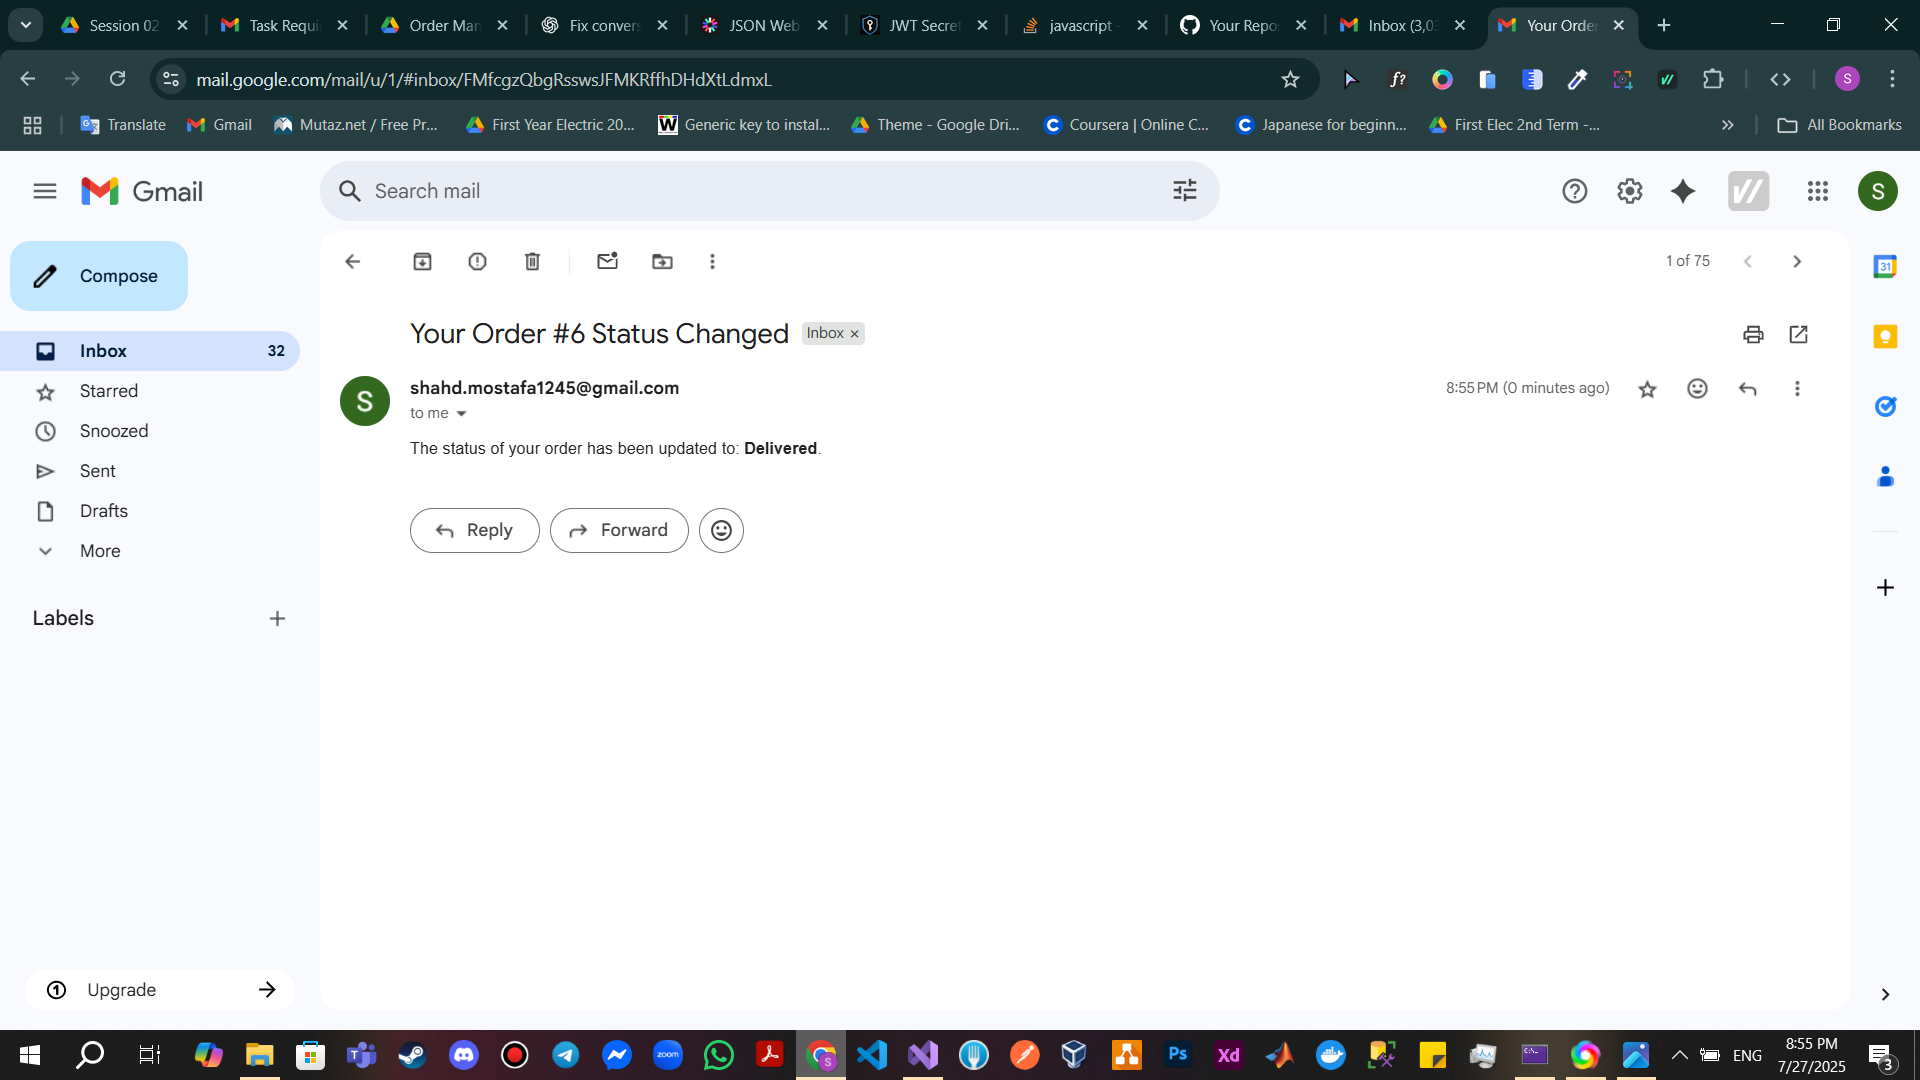 Session 02
Task Requi
Order Man
Fix convers
JSON Web
JWT Secret
javascript -
Your Repos
Inbox (3,03
Your Order
mail.google.com/mail/u/1/#inbox/FMfcgzQbgRsswsJFMKRffhDHdXtLdmxL
f?
S
Translate
Gmail
Mutaz.net / Free Pr...
First Year Electric 20...
W
Generic key to instal...
Theme - Google Dri...
Coursera | Online C...
Japanese for beginn...
First Elec 2nd Term -...
All Bookmarks
Gmail
Search mail
S
Compose
1 of 75
Your Order #6 Status Changed
Inbox ×
Inbox
32
S
shahd.mostafa1245@gmail.com
8:55 PM (0 minutes ago)
to me
Starred
Snoozed
The status of your order has been updated to: Delivered.
Sent
Drafts
Reply
Forward
More
Labels
31
Upgrade
zoom
Ps
Xd
ENG
8:55 PM
7/27/2025
3